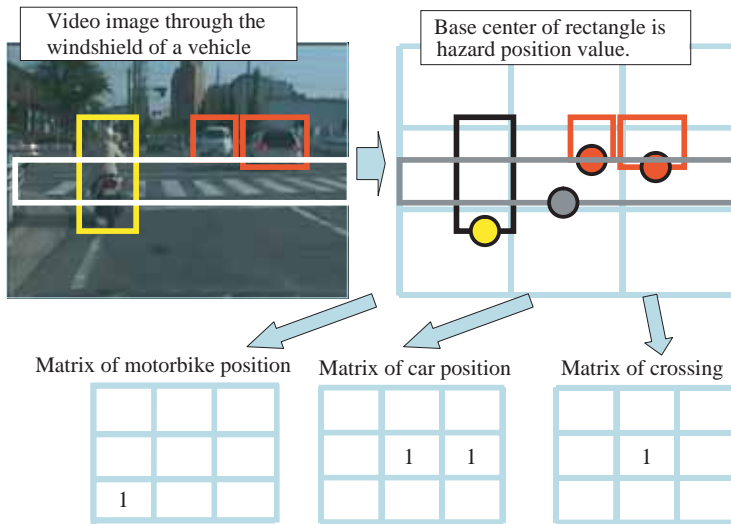 Video image through the
windshield of a vehicle
Base center of rectangle is
hazard position value.
Matrix of motorbike position
Matrix of car position
Matrix of crossing
1
1
1
1